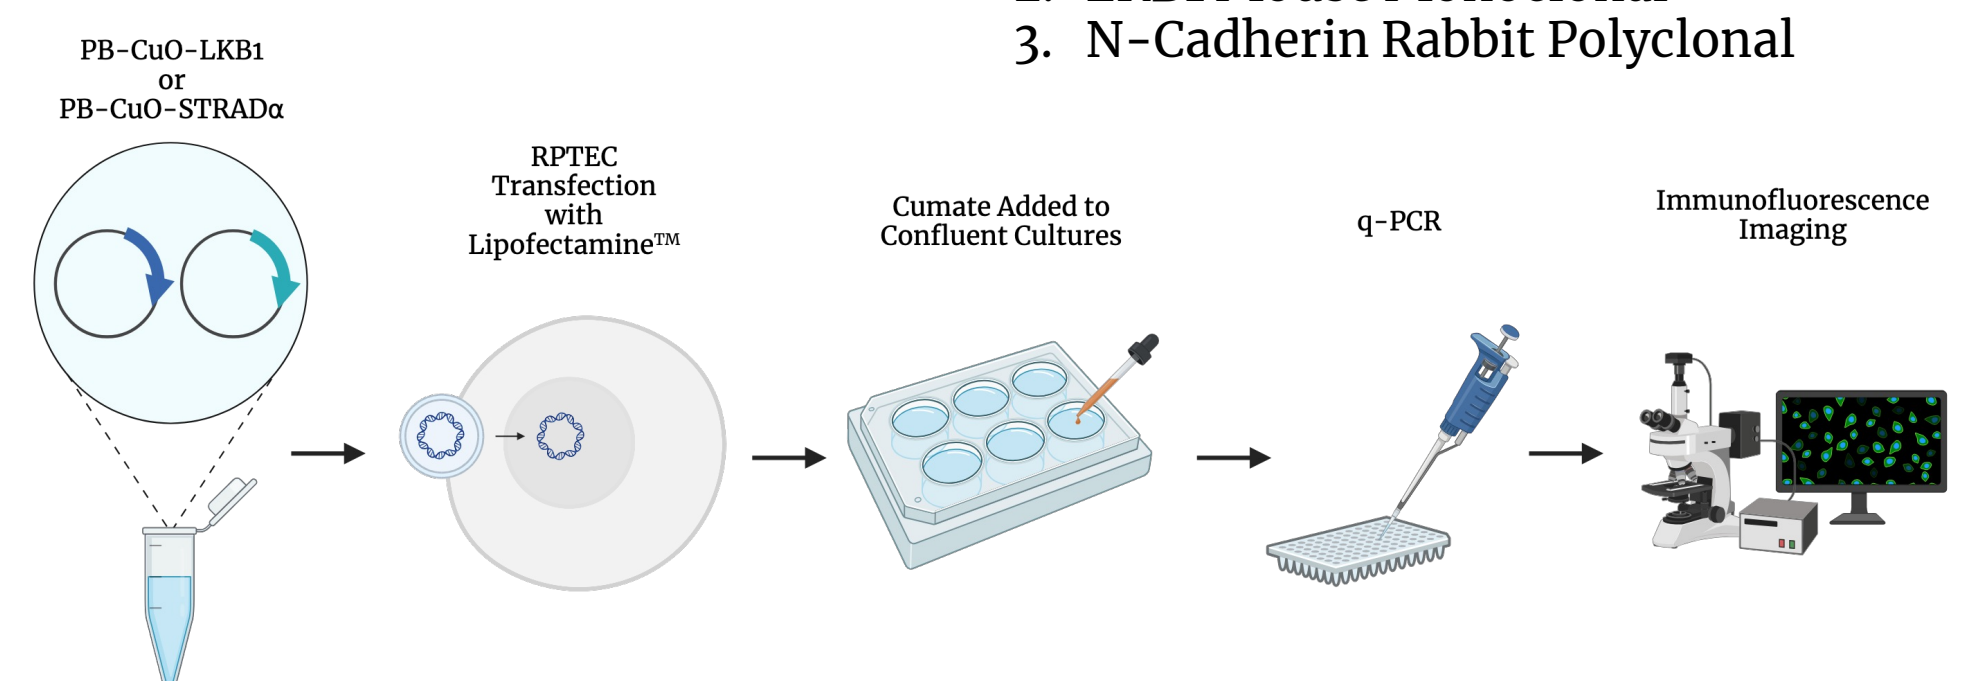 3. N-Cadherin Rabbit Polyclonal
PB-CuO-LKB1
or
PB-CuO-STRADα
RPTEC
Transfection
with
Lipofectamine™
Cumate Added to
Confluent Cultures
q-PCR
Immunofluorescence
Imaging